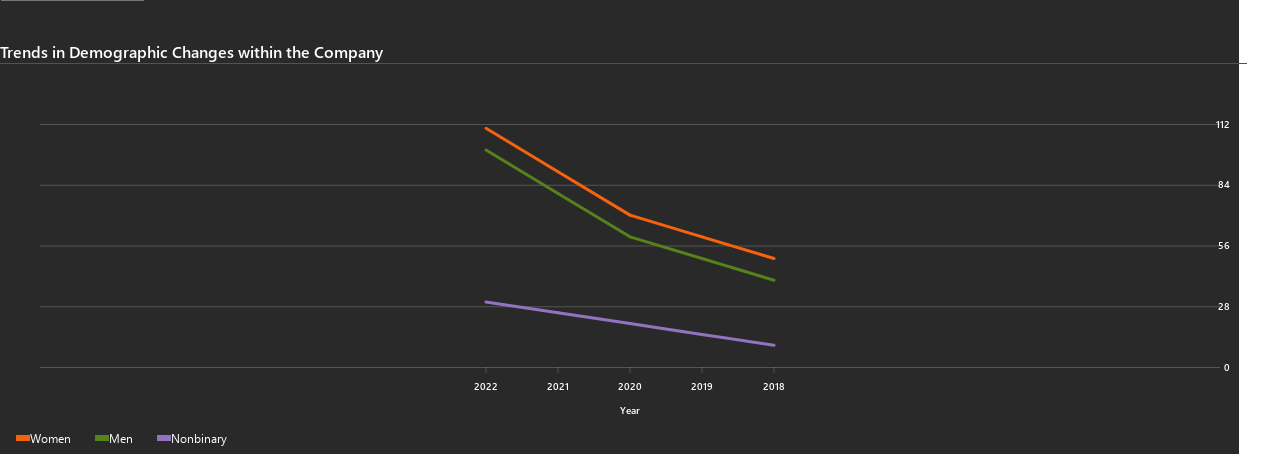 Trends in Demographic Changes within the Company
112
84
56
28
0
2022 2021 2020 2019 2018
Year
Women Men Nonbinary